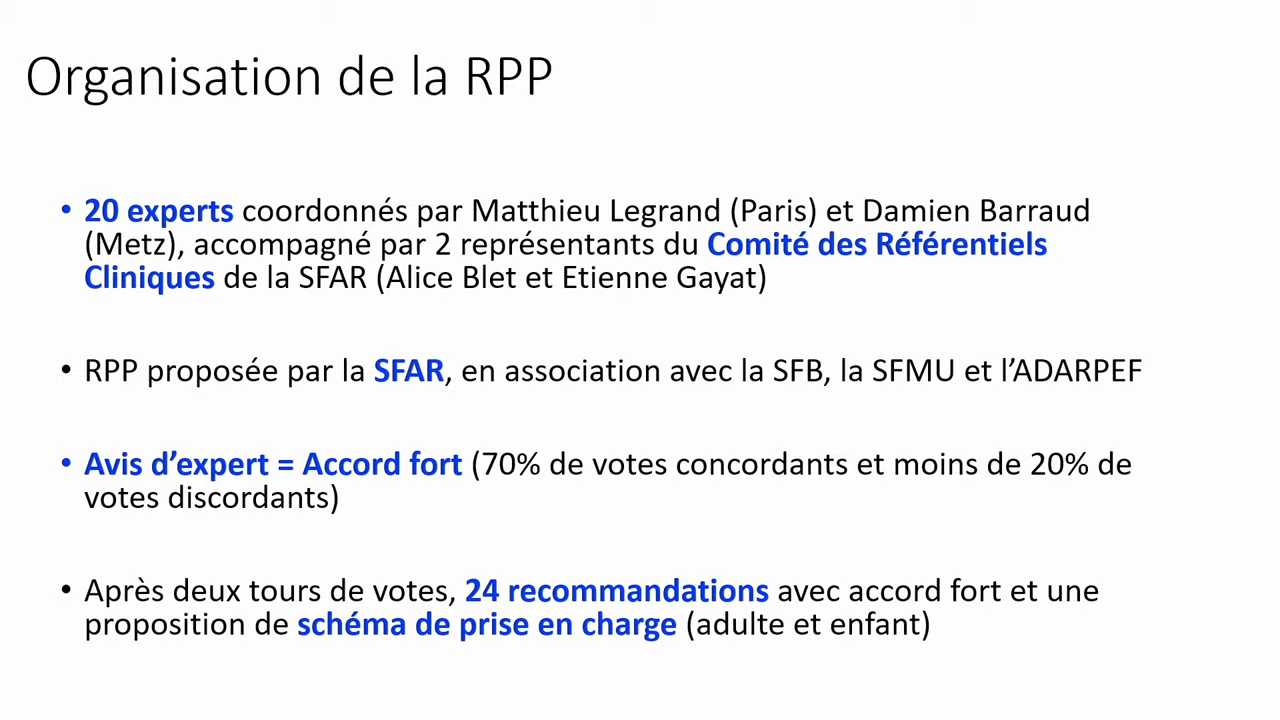 Organisation de la RPP
• 20 experts coordonnés par Matthieu Legrand (Paris) et Damien Barraud
(Metz), accompagné par 2 représentants du Comité des Référentiels
Cliniques de la SFAR (Alice Blet et Etienne Gayat)
• RPP proposée par la SFAR, en association avec la SFB, la SFMU et l’ADARPEF
• Avis d’expert = Accord fort (70% de votes concordants et moins de 20% de
votes discordants)
• Après deux tours de votes, 24 recommandations avec accord fort et une
proposition de schéma de prise en charge (adulte et enfant)